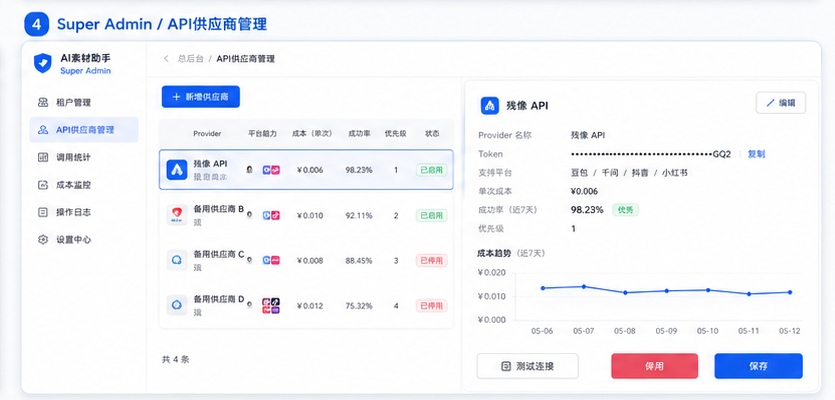 4 Super Admin / API供应商管理
AI素材助手
Super Admin
租户管理
API供应商管理
调用统计
成本监控
操作日志
设置中心
总后台 / API供应商管理
+ 新增供应商
Provider 平台能力 成本（单次） 成功率 优先级 状态
残像 API ¥0.006 98.23% 1 已启用
备用供应商 B ¥0.010 92.11% 2 已启用
备用供应商 C ¥0.008 88.45% 3 已停用
备用供应商 D ¥0.012 75.32% 4 已停用
共 4 条
残像 API
编辑
Provider 名称 残像 API
Token ••••••••••••••••••••••••••••••••GQ2 复制
支持平台 豆包 / 千问 / 抖音 / 小红书
单次成本 ¥0.006
成功率（近7天） 98.23% 优秀
优先级 1
成本趋势（近7天）
¥0.020
¥0.010
¥0.000
05-06 05-07 05-08 05-09 05-10 05-11 05-12
测试连接 用 保存